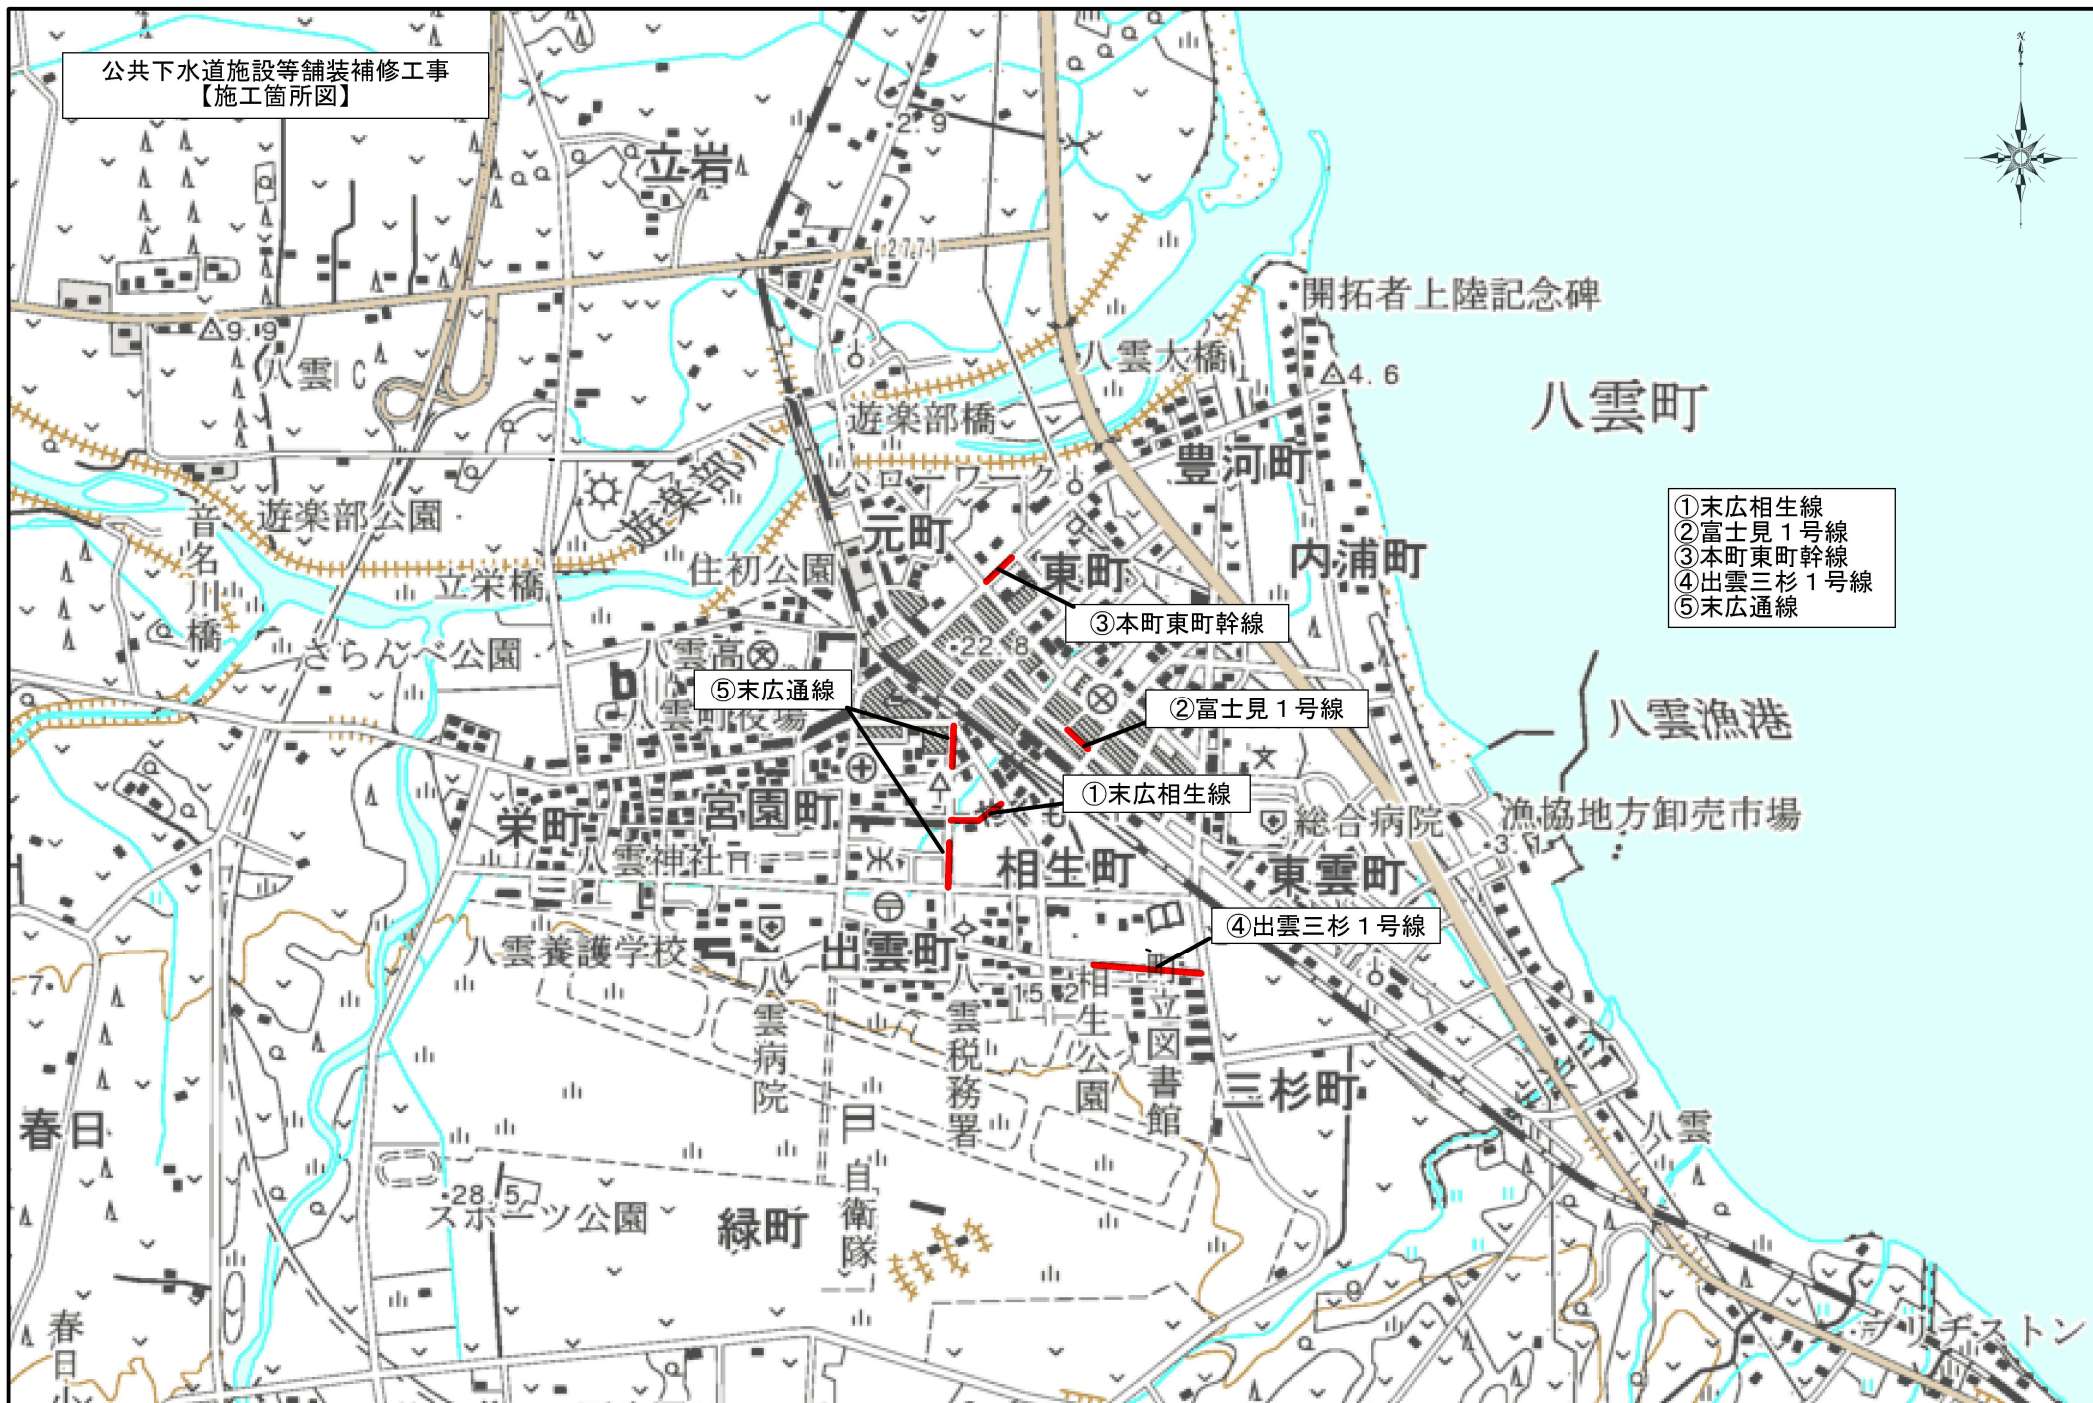 公共下水道施設等舗装補修工事
【施工箇所図】
N
立岩
2.9
(277)
開拓者上陸記念碑
9.9
八雲IC
八雲大橋
4.6
八雲町
遊楽部橋
豊河町
遊楽部川
ハローワーク
①末広相生線
②富士見１号線
③本町東町幹線
④出雲三杉１号線
⑤末広通線
音名川橋
遊楽部公園
元町
東町
内浦町
立栄橋
住初公園
③本町東町幹線
22.8
さらんべ公園
八雲高
⑤末広通線
②富士見１号線
八雲町役場
八雲漁港
①末広相生線
栄町
宮園町
やくも
総合病院
漁協地方卸売市場
3.1
八雲神社
相生町
東雲町
④出雲三杉１号線
八雲養護学校
出雲町
7
15.2
八雲病院
八雲税務署
相生公園
町立図書館
三杉町
春日
八雲
自衛隊
28.5
スポーツ公園
緑町
9
春日小
ブリヂストン